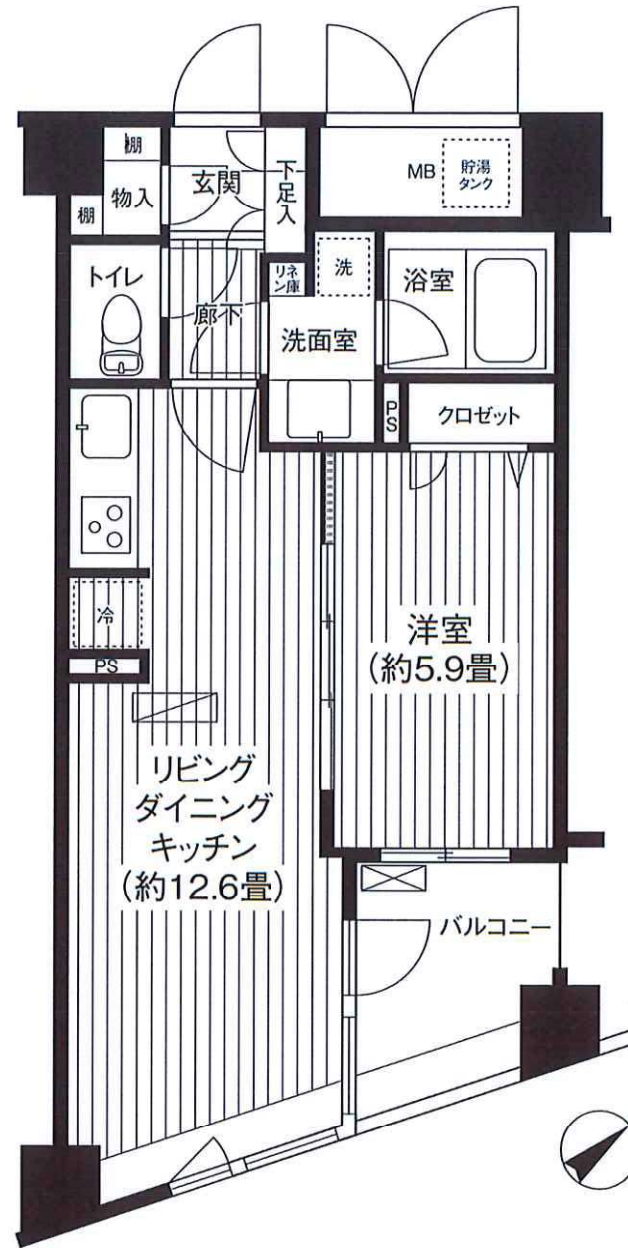 棚
物入
棚
玄関
下足入
MB
貯湯
タンク
トイレ
廊下
リネ
ン庫
洗
洗面室
浴室
PS
クロゼット
冷
PS
洋室
(約5.9畳)
リビング
ダイニング
キッチン
(約12.6畳)
バルコニー